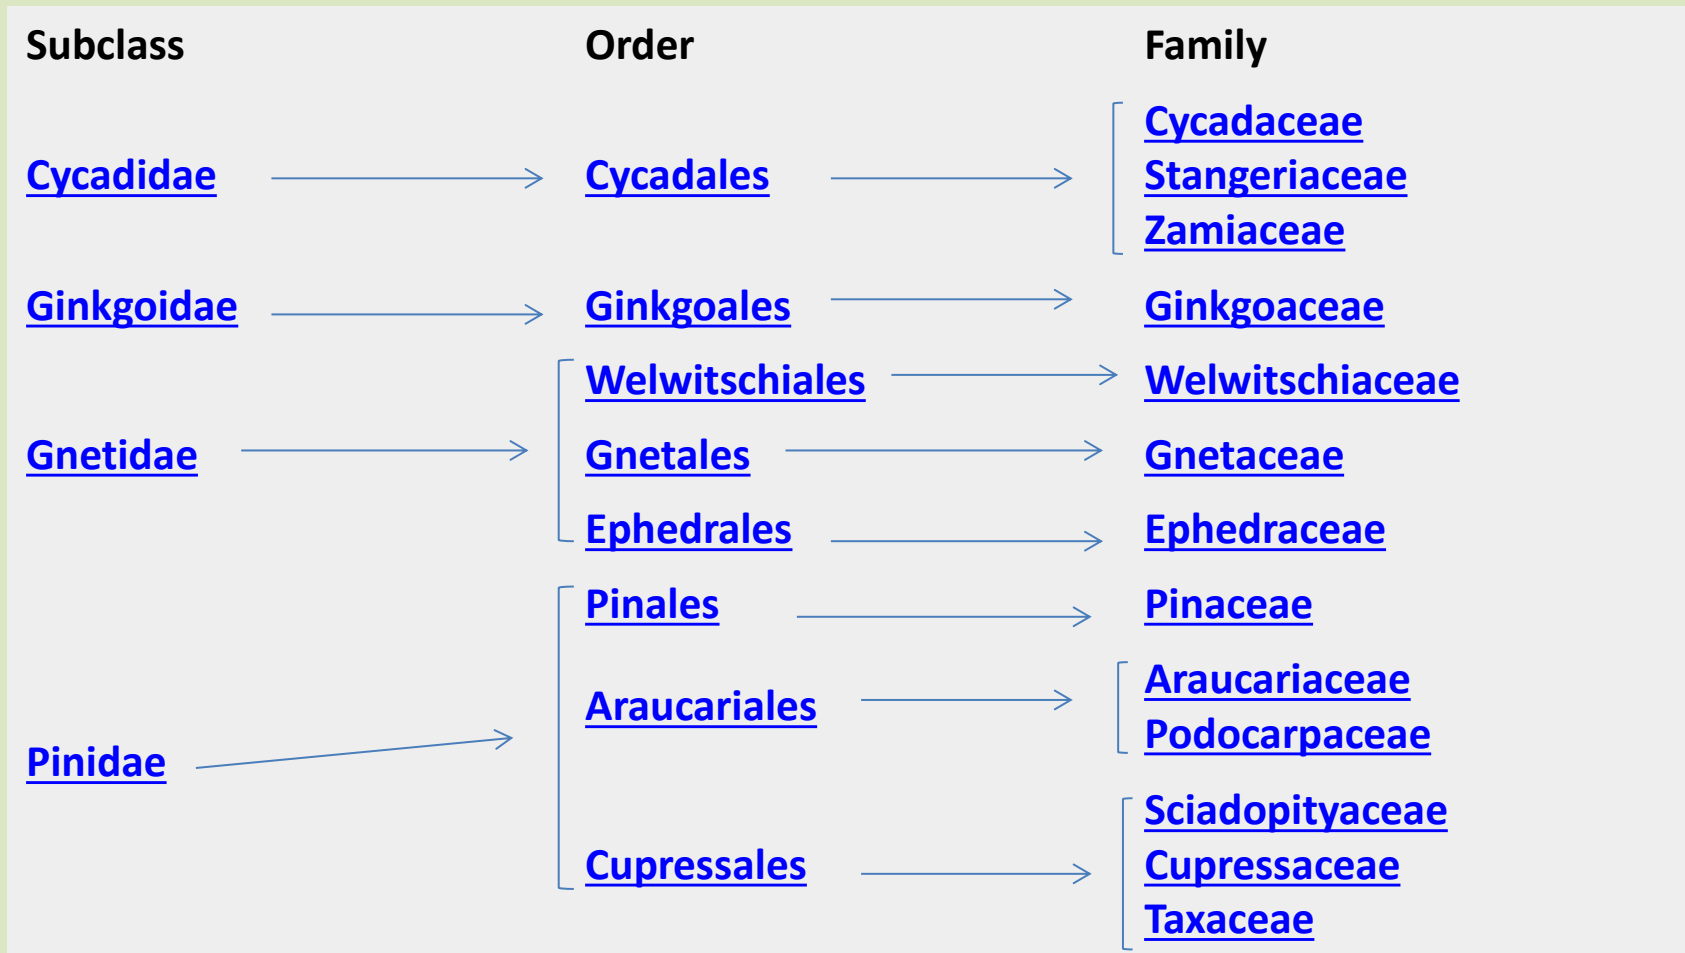 Subclass Order Family
Cycadaceae
Cycadidae Cycadales Stangeriaceae
Zamiaceae
Ginkgoidae Ginkgoales Ginkgoaceae
Welwitschiales Welwitschiaceae
Gnetidae Gnetales Gnetaceae
Ephedrales Ephedraceae
Pinales Pinaceae
Araucariaceae
Araucariales
Podocarpaceae
Pinidae
Sciadopityaceae
Cupressales Cupressaceae
Taxaceae